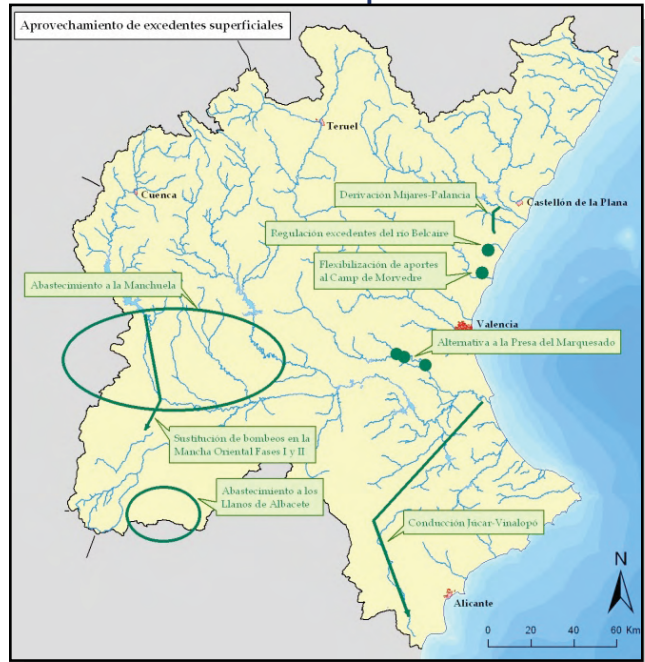 Aprovechamiento de excedentes superficiales
Teruel
Cuenca
Derivación Mijares-Palancia
Castellón de la Plana
Regulación excedentes del río Belcaire
Flexibilización de aportes
al Camp de Morvedre
Abastecimiento a la Manchuela
Valencia
Alternativa a la Presa del Marquesado
Sustitución de bombeos en la
Mancha Oriental Fases I y II
Abastecimiento a los
Llanos de Albacete
Conducción Júcar-Vinalopó
Alicante
N
0 20 40 60 Km